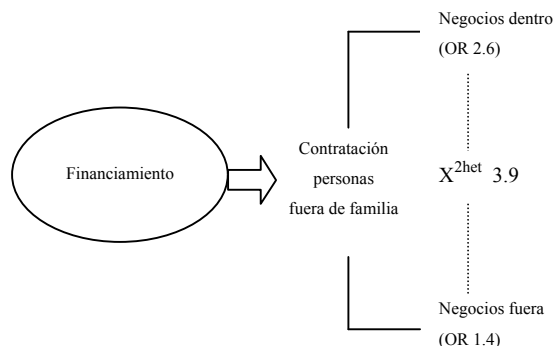 Negocios dentro
(OR 2.6)
Financiamiento
Contratación
personas
fuera de familia
X2het 3.9
Negocios fuera
(OR 1.4)